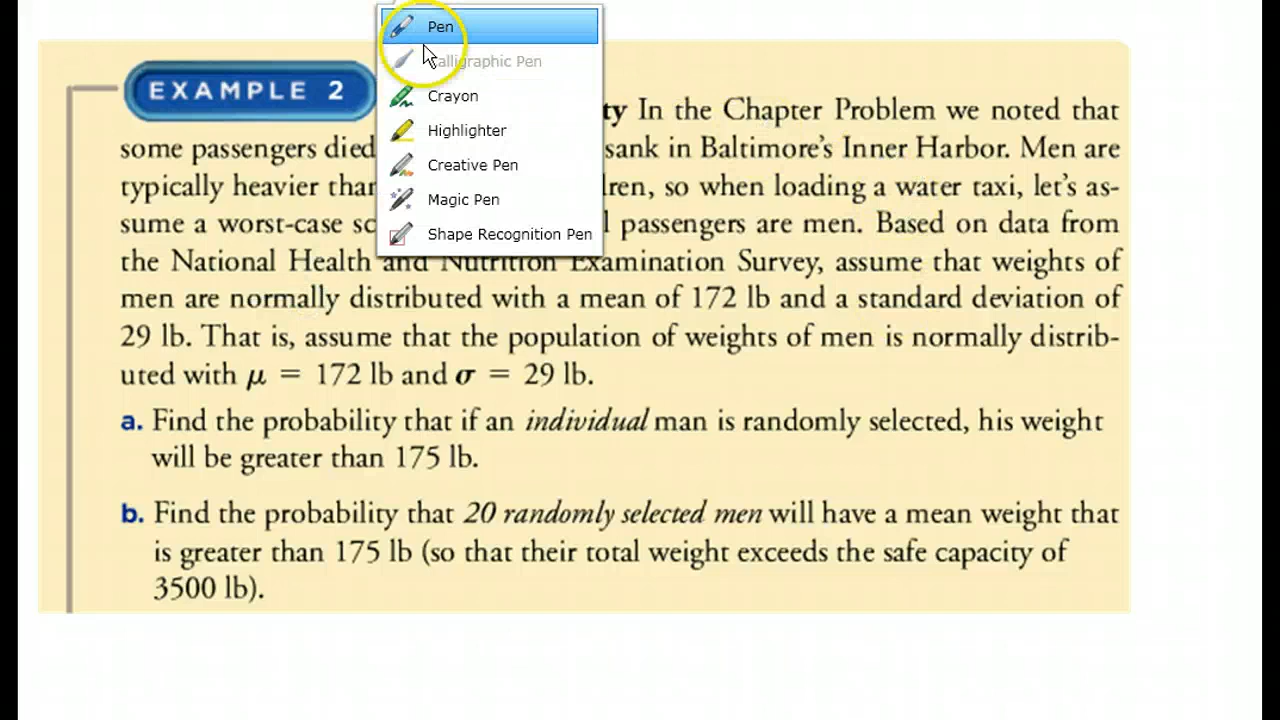 Pen
Calligraphic Pen
Crayon
Highlighter
Creative Pen
Magic Pen
Shape Recognition Pen
EXAMPLE 2
ty In the Chapter Problem we noted that
some passengers died sank in Baltimore's Inner Harbor. Men are
typically heavier than dren, so when loading a water taxi, let's as-
sume a worst-case sc l passengers are men. Based on data from
the National Health and Nutrition Examination Survey, assume that weights of
men are normally distributed with a mean of 172 lb and a standard deviation of
29 lb. That is, assume that the population of weights of men is normally distrib-
uted with μ = 172 lb and σ = 29 lb.
a. Find the probability that if an individual man is randomly selected, his weight
will be greater than 175 lb.
b. Find the probability that 20 randomly selected men will have a mean weight that
is greater than 175 lb (so that their total weight exceeds the safe capacity of
3500 lb).